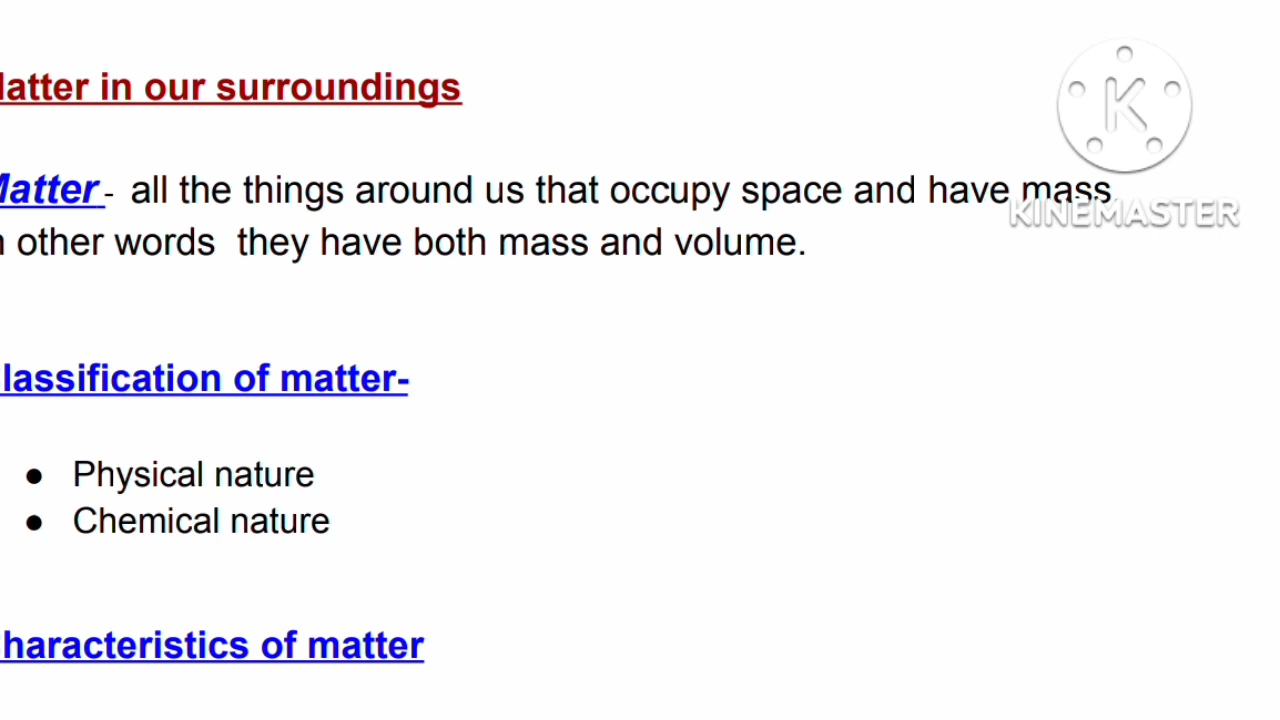 latter in our surroundings
Matter - all the things around us that occupy space and have mass.
n other words they have both mass and volume.
lassification of matter-
● Physical nature
● Chemical nature
haracteristics of matter
K
KINEMASTER